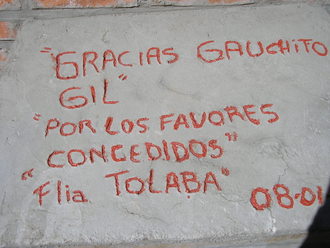 "GRACIAS GAUCHITO
GIL"
"POR LOS FAVORES
CONCEDIDOS"
"Flia TOLABA"
08-01